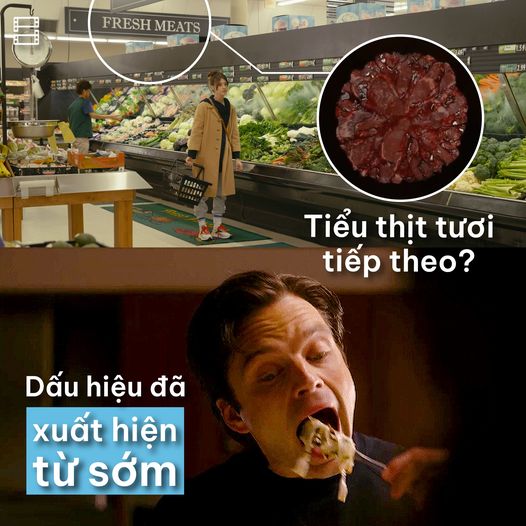 FRESH MEATS
Tiểu thịt tươi
tiếp theo?
Dấu hiệu đã
xuất hiện
từ sớm